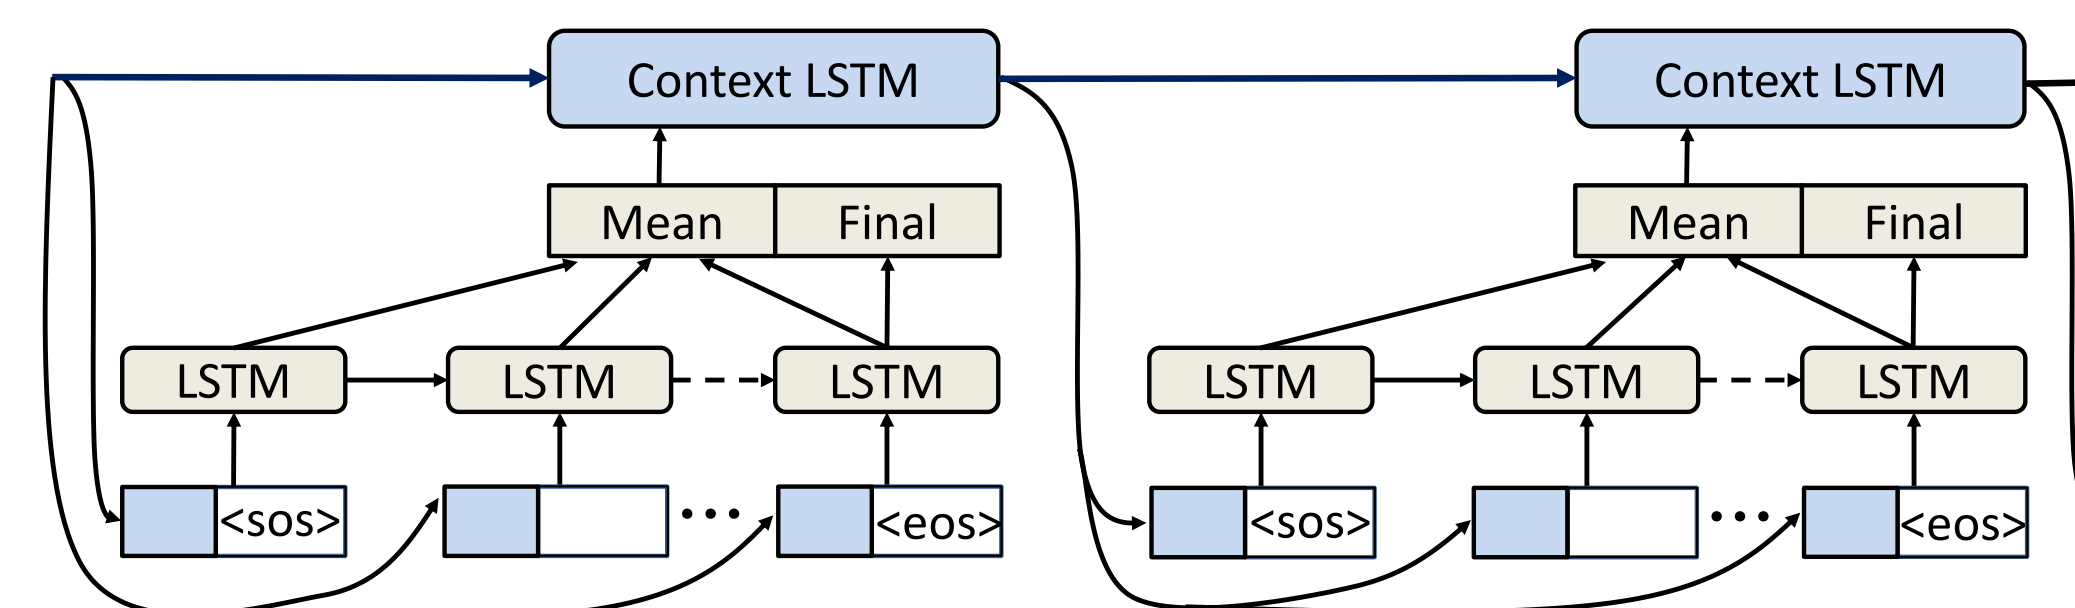 Context LSTM
Context LSTM
Mean Final
Mean Final
LSTM LSTM LSTM
LSTM LSTM LSTM
<sos> <eos>
<sos> <eos>